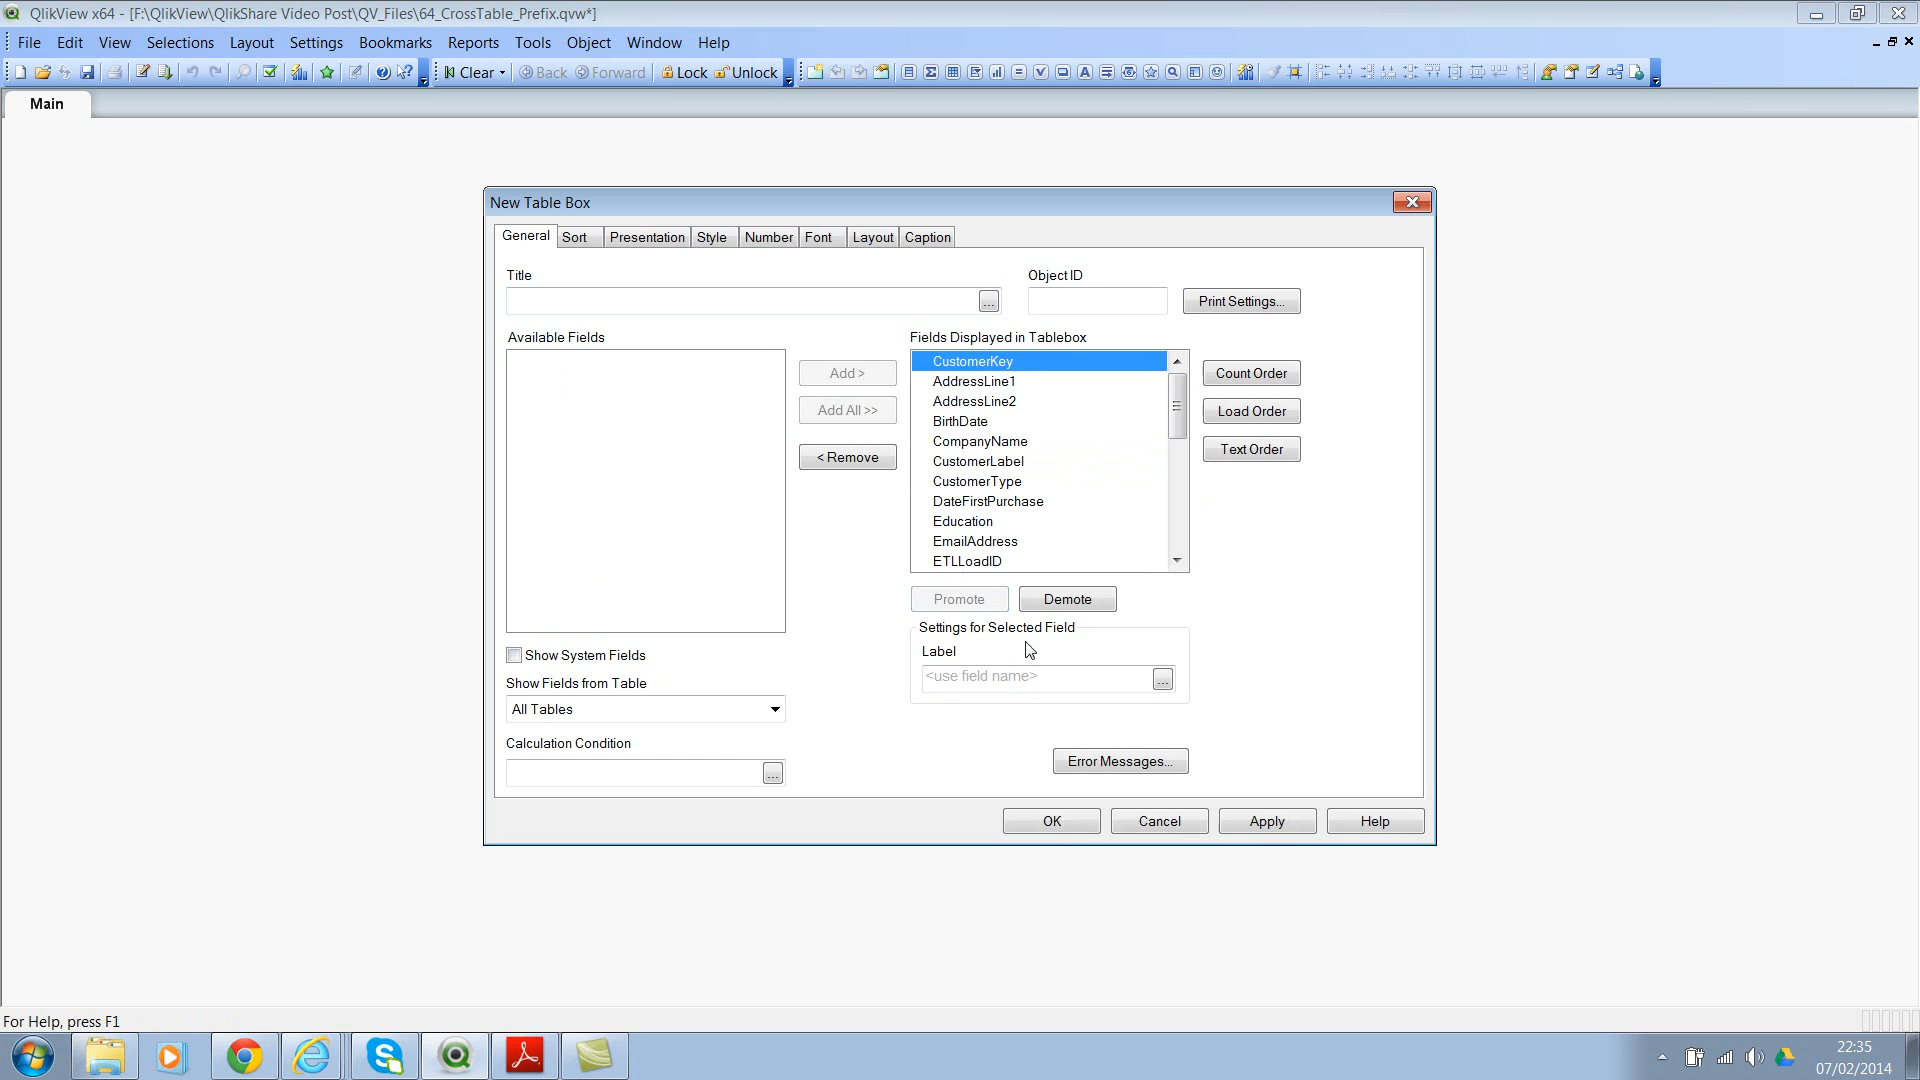 QlikView x64 - [F:\QlikView\QlikShare Video Post\QV_Files\64_CrossTable_Prefix.qvw*]
File Edit View Selections Layout Settings Bookmarks Reports Tools Object Window Help
Clear Back Forward Lock Unlock
Main
New Table Box
General Sort Presentation Style Number Font Layout Caption
Title Object ID
... Print Settings...
Available Fields Fields Displayed in Tablebox
CustomerKey
Add > Count Order
AddressLine1
AddressLine2
Add All >> Load Order
BirthDate
CompanyName
< Remove Text Order
CustomerLabel
CustomerType
DateFirstPurchase
Education
EmailAddress
ETLLoadID
Promote Demote
Settings for Selected Field
Show System Fields Label
<use field name> ...
Show Fields from Table
All Tables
Calculation Condition
... Error Messages...
OK Cancel Apply Help
For Help, press F1
22:35
07/02/2014